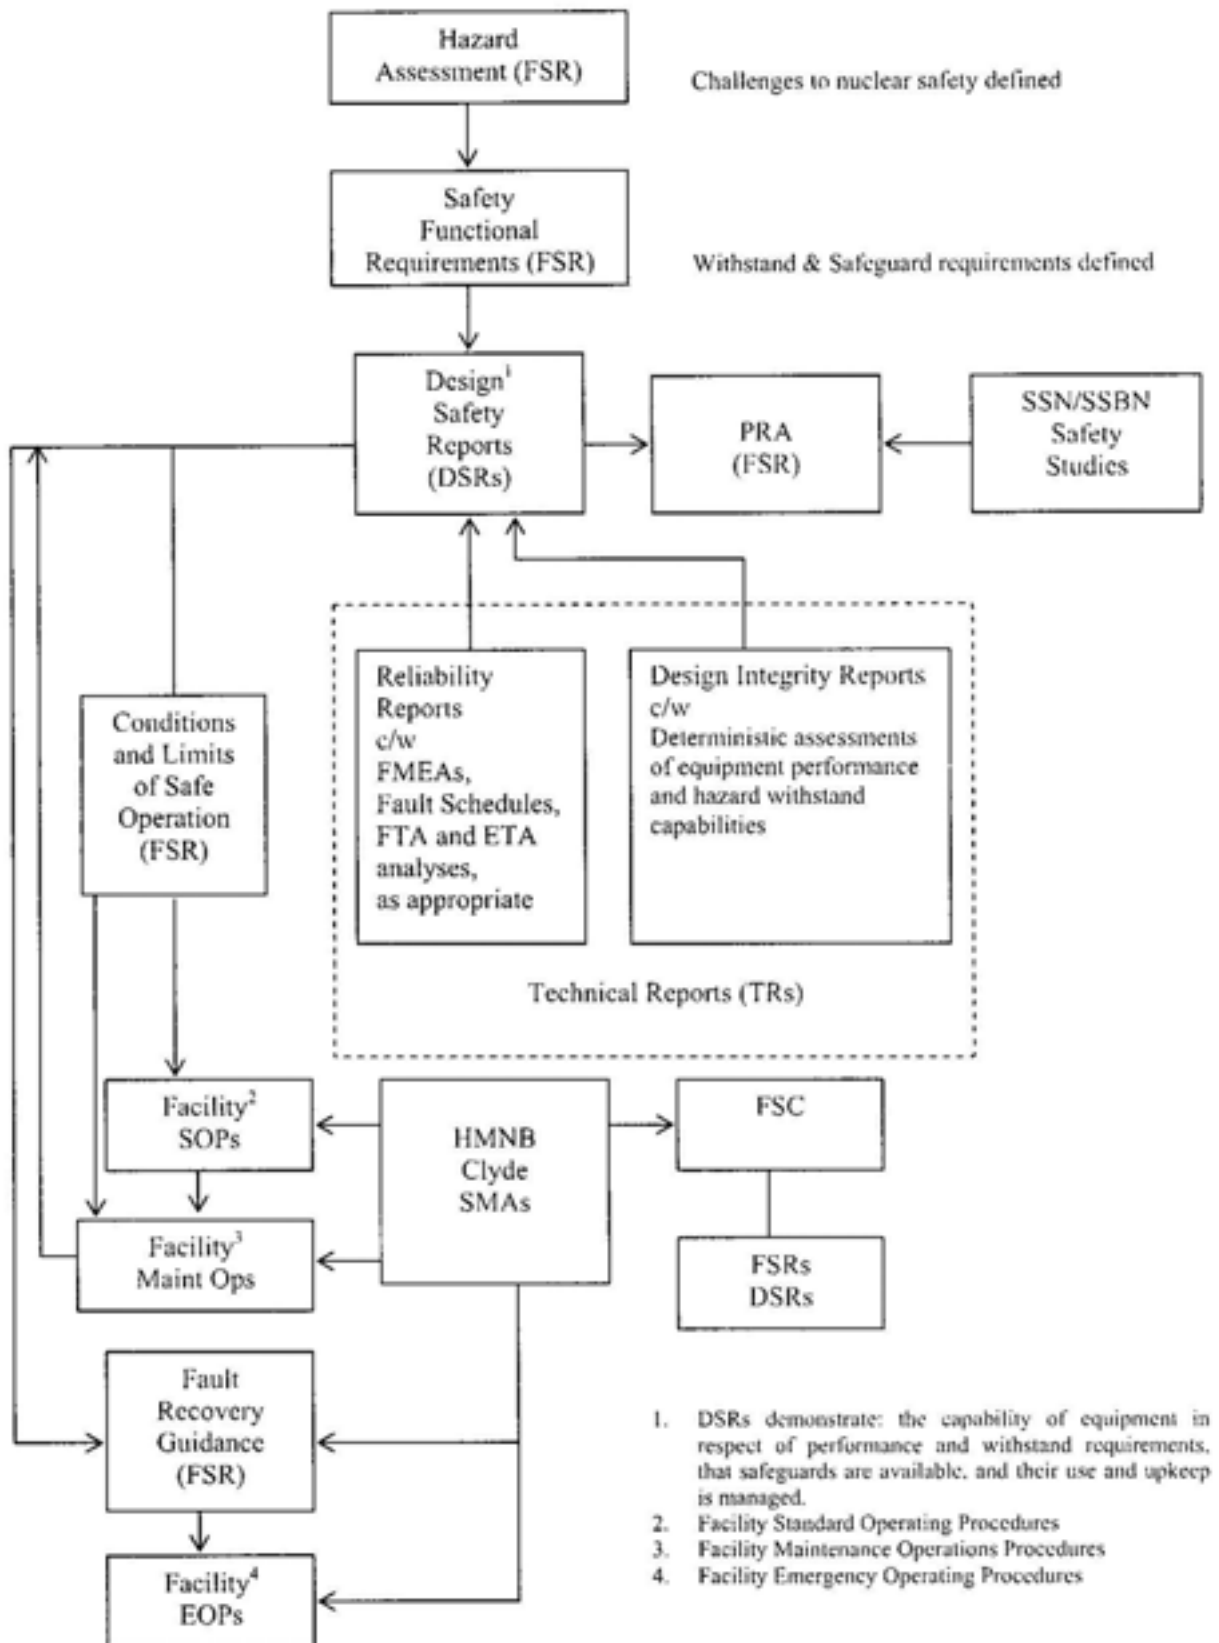 Hazard
Assessment (FSR)
Challenges to nuclear safety defined
Safety
Functional
Requirements (FSR)
Withstand & Safeguard requirements defined
Design¹
Safety
Reports
(DSRs)
PRA
(FSR)
SSN/SSBN
Safety
Studies
Conditions
and Limits
of Safe
Operation
(FSR)
Reliability
Reports
c/w
FMEAs,
Fault Schedules,
FTA and ETA
analyses,
as appropriate
Design Integrity Reports
c/w
Deterministic assessments
of equipment performance
and hazard withstand
capabilities
Technical Reports (TRs)
Facility²
SOPs
HMNB
Clyde
SMAs
FSC
Facility³
Maint Ops
FSRs
DSRs
Fault
Recovery
Guidance
(FSR)
Facility⁴
EOPs
1. DSRs demonstrate: the capability of equipment in
respect of performance and withstand requirements,
that safeguards are available, and their use and upkeep
is managed.
2. Facility Standard Operating Procedures
3. Facility Maintenance Operations Procedures
4. Facility Emergency Operating Procedures